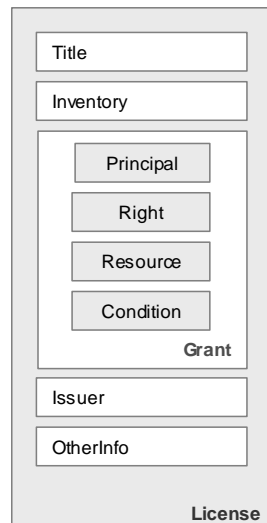 Title
Inventory
Principal
Right
Resource
Condition
Grant
Issuer
OtherInfo
License